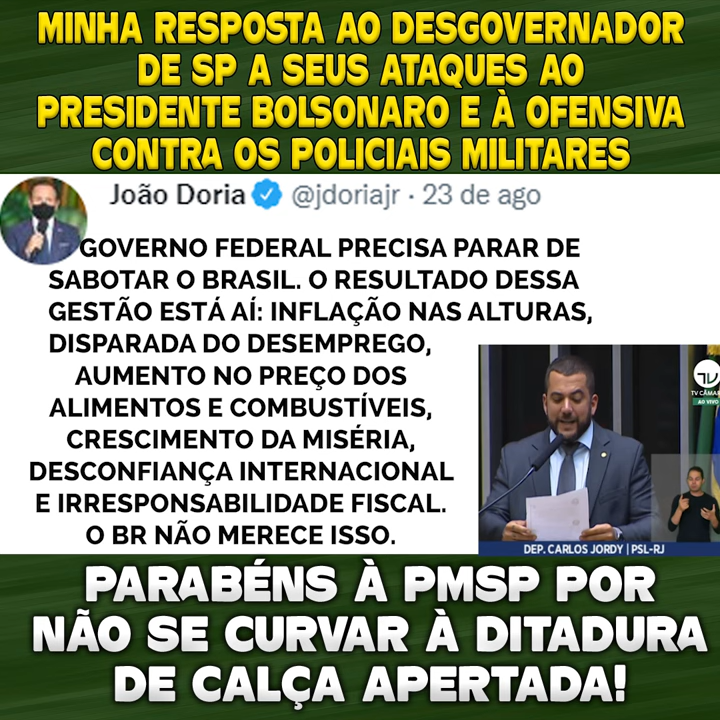 MINHA RESPOSTA AO DESGOVERNADOR
DE SP A SEUS ATAQUES AO
PRESIDENTE BOLSONARO E À OFENSIVA
CONTRA OS POLICIAIS MILITARES
João Doria @jdoriajr · 23 de ago
GOVERNO FEDERAL PRECISA PARAR DE
SABOTAR O BRASIL. O RESULTADO DESSA
GESTÃO ESTÁ AÍ: INFLAÇÃO NAS ALTURAS,
DISPARADA DO DESEMPREGO,
AUMENTO NO PREÇO DOS
ALIMENTOS E COMBUSTÍVEIS,
CRESCIMENTO DA MISÉRIA,
DESCONFIANÇA INTERNACIONAL
E IRRESPONSABILIDADE FISCAL.
O BR NÃO MERECE ISSO.
TV CÂMAR
AO VIVO
DEP. CARLOS JORDY | PSL-RJ
PARABÉNS À PMSP POR
NÃO SE CURVAR À DITADURA
DE CALÇA APERTADA!